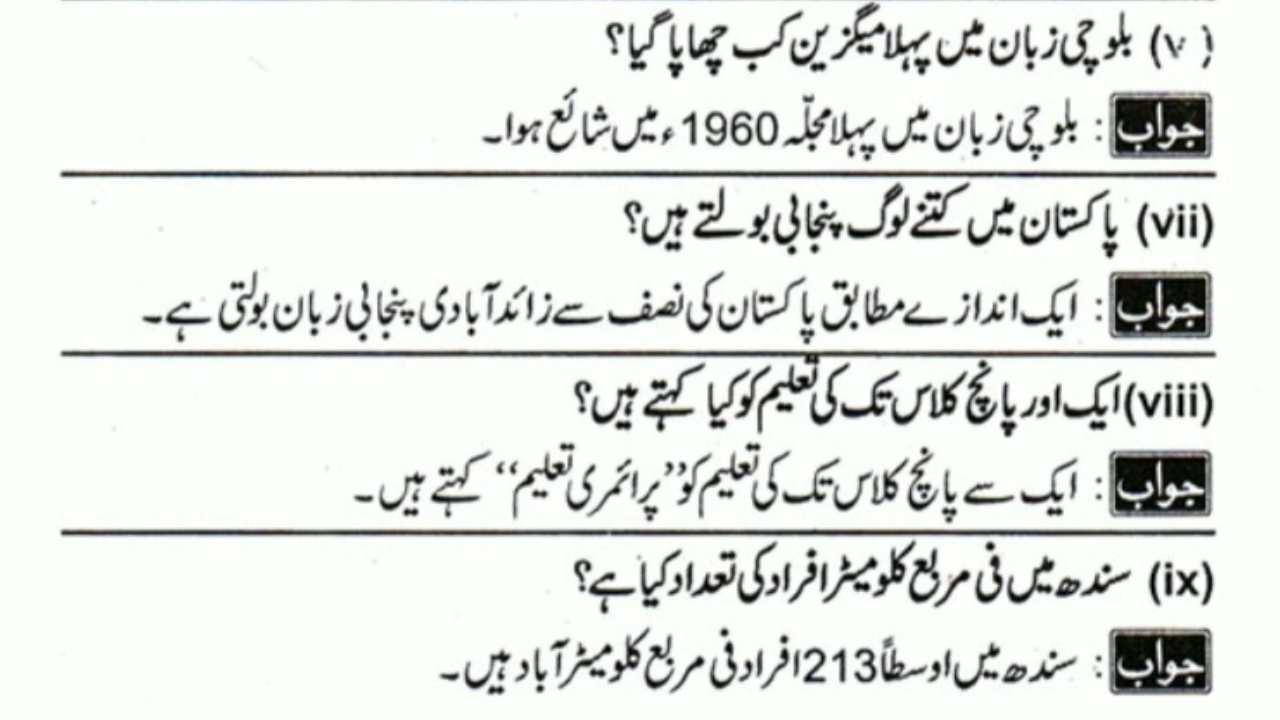 (v) بلوچی زبان میں پہلا میگزین کب چھاپا گیا؟
جواب : بلوچی زبان میں پہلا مجلّہ 1960ء میں شائع ہوا۔
(vii) پاکستان میں کتنے لوگ پنجابی بولتے ہیں؟
جواب : ایک اندازے مطابق پاکستان کی نصف سے زائد آبادی پنجابی زبان بولتی ہے۔
(viii) ایک اور پانچ کلاس تک کی تعلیم کو کیا کہتے ہیں؟
جواب : ایک سے پانچ کلاس تک کی تعلیم کو ”پرائمری تعلیم“ کہتے ہیں۔
(ix) سندھ میں فی مربع کلومیٹر افراد کی تعداد کیا ہے؟
جواب : سندھ میں اوسطاً 213 افراد فی مربع کلومیٹر آباد ہیں۔